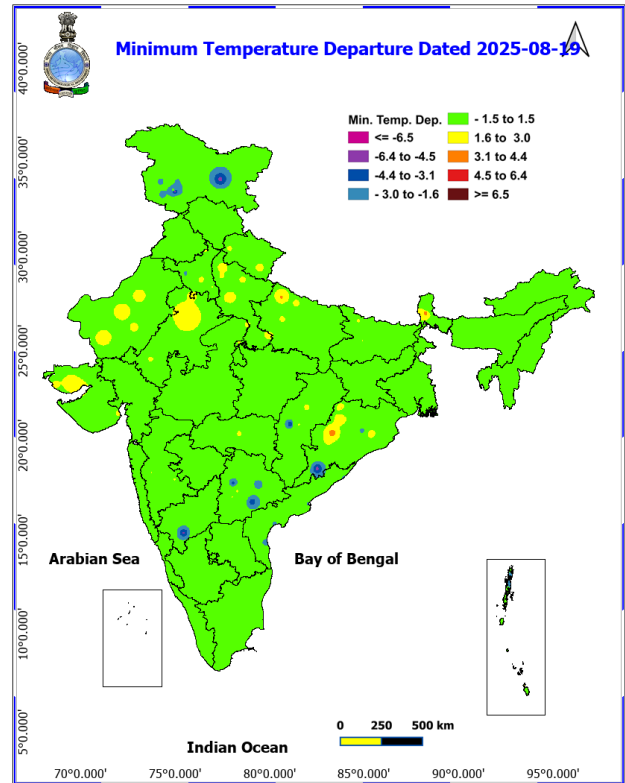 Minimum Temperature Departure Dated 2025-08-19
Min. Temp. Dep.
<= -6.5
-6.4 to -4.5
-4.4 to -3.1
- 3.0 to -1.6
- 1.5 to 1.5
1.6 to 3.0
3.1 to 4.4
4.5 to 6.4
>= 6.5
40°0.000'
35°0.000'
30°0.000'
25°0.000'
20°0.000'
15°0.000'
10°0.000'
5°0.000'
Arabian Sea
Bay of Bengal
Indian Ocean
0 250 500 km
70°0.000' 75°0.000' 80°0.000' 85°0.000' 90°0.000' 95°0.000'